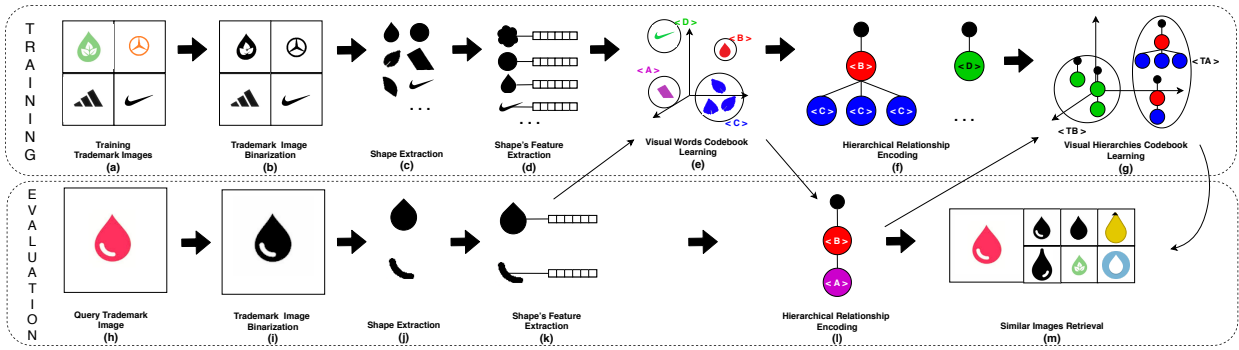 TRAINING
Training
Trademark Images
(a)
Trademark Image
Binarization
(b)
. . .
Shape Extraction
(c)
. . .
Shape's Feature
Extraction
(d)
< D >
< B >
< A >
< C >
Visual Words Codebook
Learning
(e)
< B >
< C >
< C >
< C >
< D >
. . .
Hierarchical Relationship
Encoding
(f)
< TA >
< TB >
Visual Hierarchies Codebook
Learning
(g)
EVALUATION
Query Trademark
Image
(h)
Trademark Image
Binarization
(i)
Shape Extraction
(j)
Shape's Feature
Extraction
(k)
< B >
< A >
Hierarchical Relationship
Encoding
(l)
Similar Images Retrieval
(m)